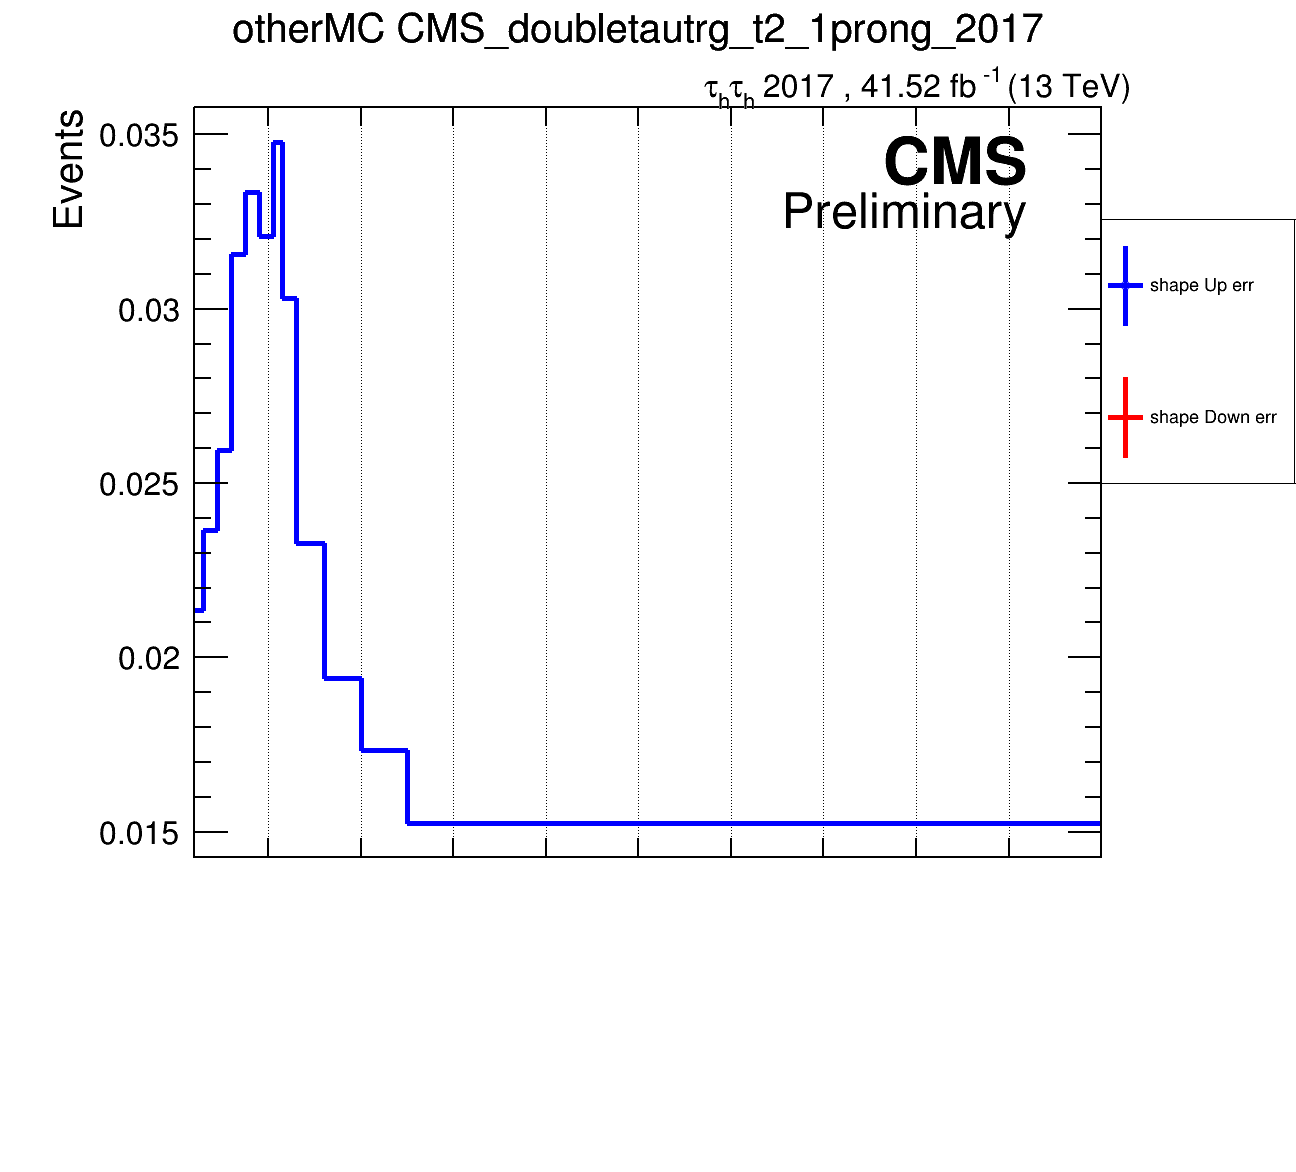 otherMC CMS_doubletautrg_t2_1prong_2017
τhτh 2017 , 41.52 fb-1 (13 TeV)
Events
CMS
Preliminary
0.035
0.03
0.025
0.02
0.015
shape Up err
shape Down err